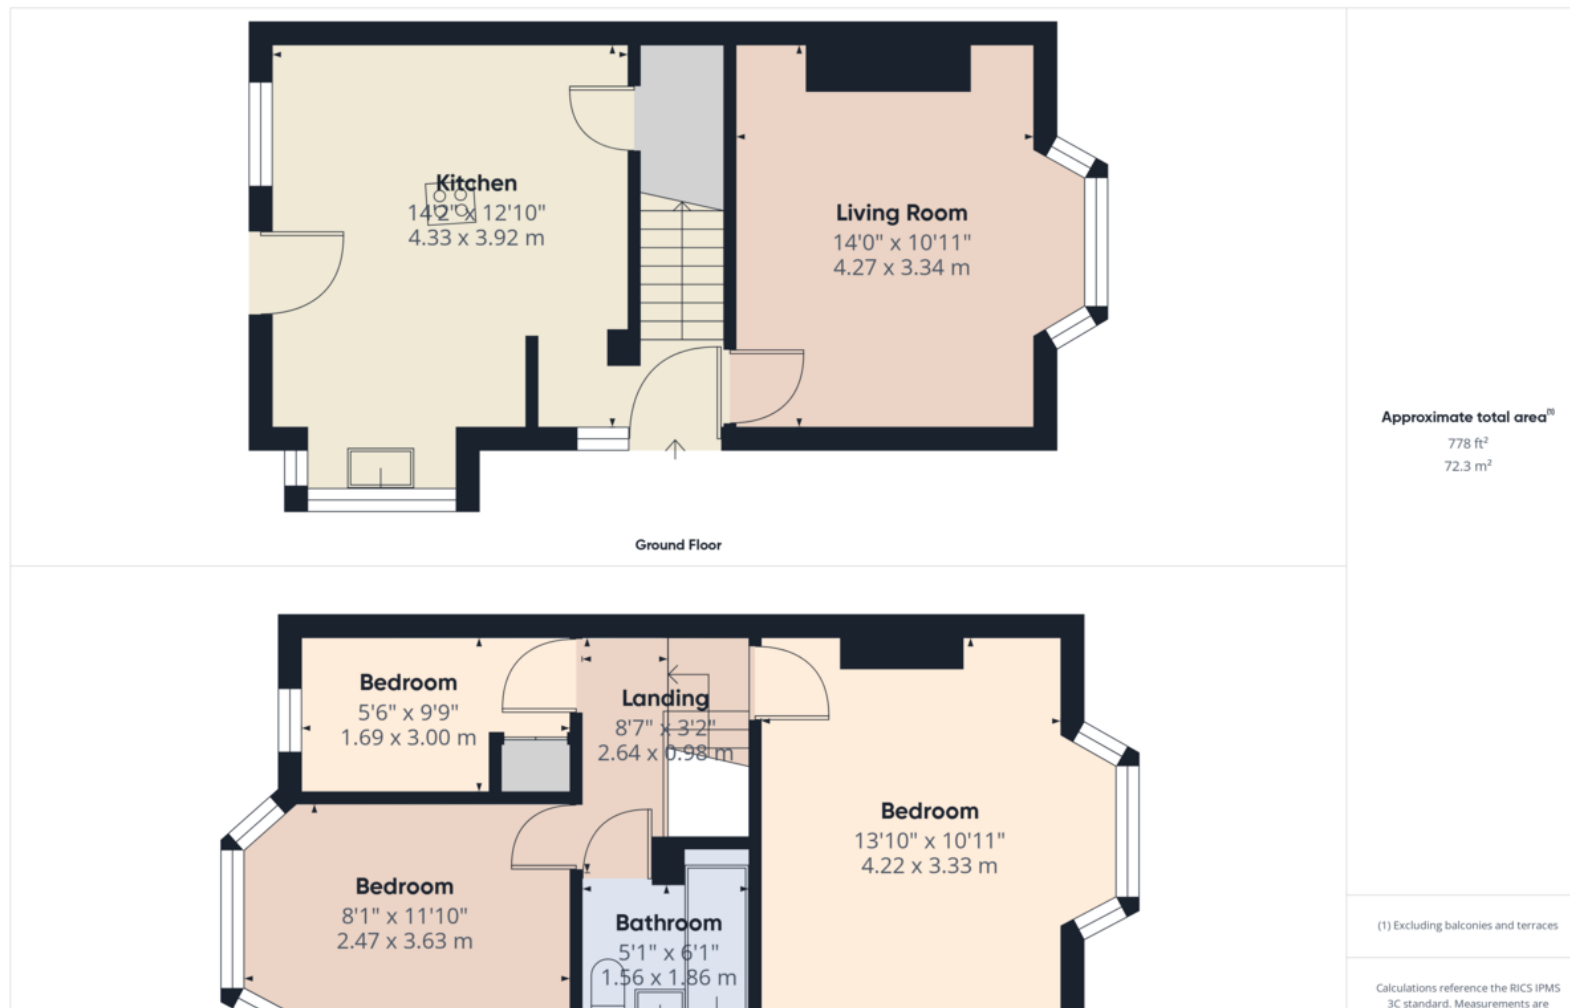 Kitchen
14'2" x 12'10"
4.33 x 3.92 m
Living Room
14'0" x 10'11"
4.27 x 3.34 m
Approximate total area(1)
778 ft²
72.3 m²
Ground Floor
Bedroom
5'6" x 9'9"
1.69 x 3.00 m
Landing
8'7" x 3'2"
2.64 x 0.98 m
Bedroom
13'10" x 10'11"
4.22 x 3.33 m
Bedroom
8'1" x 11'10"
2.47 x 3.63 m
Bathroom
5'1" x 6'1"
1.56 x 1.86 m
(1) Excluding balconies and terraces
Calculations reference the RICS IPMS
3C standard. Measurements are